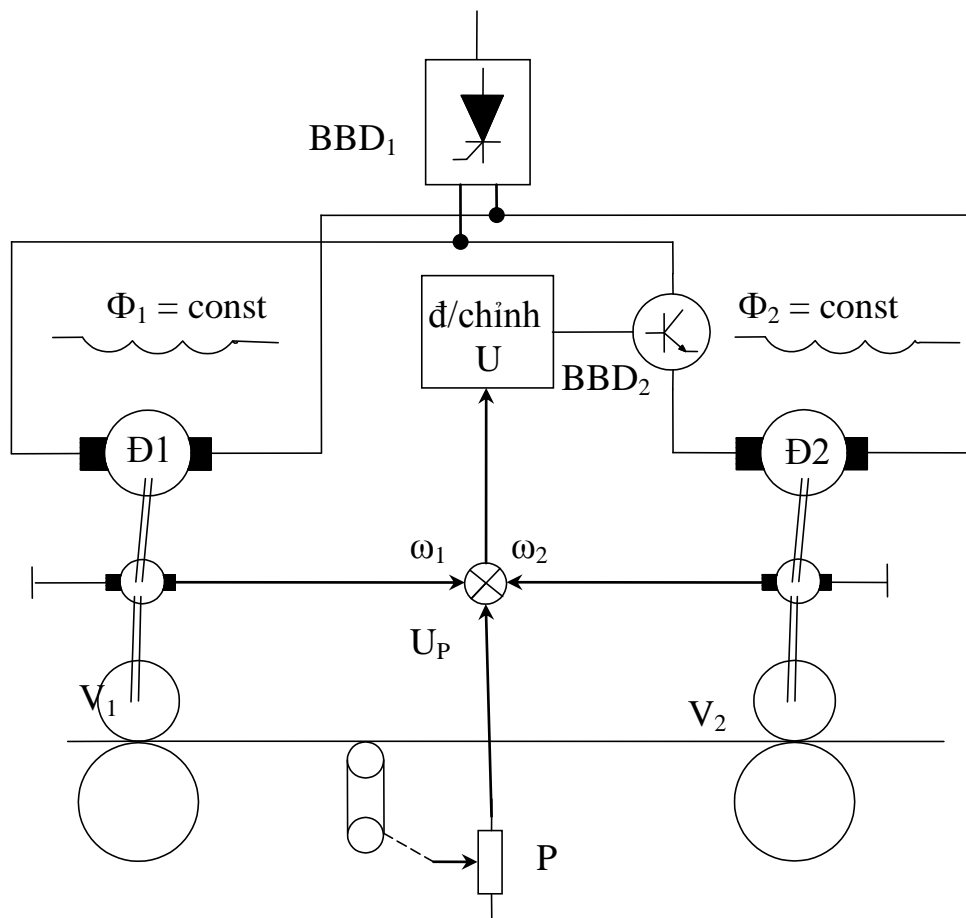 BBD₁
Φ₁ = const
đ/chỉnh
U
Φ₂ = const
BBD₂
Đ1
Đ2
ω₁
ω₂
U_P
V₁
V₂
P